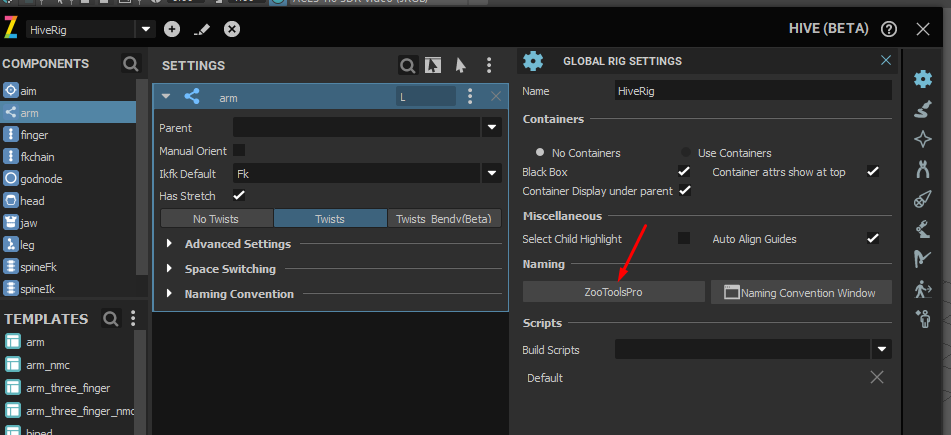 HiveRig
HIVE (BETA)
COMPONENTS
aim
arm
finger
fkchain
godnode
head
jaw
leg
spineFk
spineIk
TEMPLATES
arm
arm_nmc
arm_three_finger
arm_three_finger_nmc
SETTINGS
arm L
Parent
Manual Orient
Ikfk Default Fk
Has Stretch
No Twists Twists Twists Bendy(Beta)
Advanced Settings
Space Switching
Naming Convention
GLOBAL RIG SETTINGS
Name HiveRig
Containers
No Containers Use Containers
Black Box Container attrs show at top
Container Display under parent
Miscellaneous
Select Child Highlight Auto Align Guides
Naming
ZooToolsPro Naming Convention Window
Scripts
Build Scripts
Default